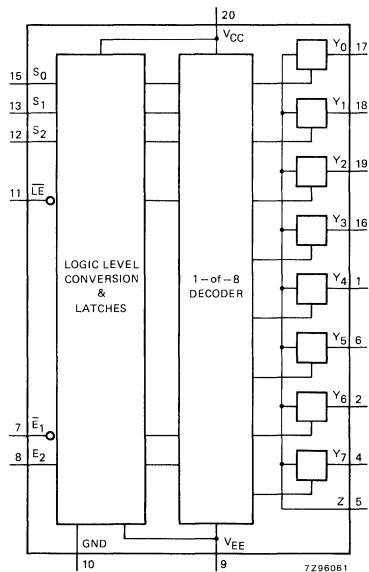 20
VCC
15 S0
13 S1
12 S2
11 L̅E̅
7 E̅1
8 E2
LOGIC LEVEL
CONVERSION
&
LATCHES
1-of-8
DECODER
Y0 17
Y1 18
Y2 19
Y3 16
Y4 1
Y5 6
Y6 2
Y7 4
Z 5
GND
VEE
10
9
7Z96061